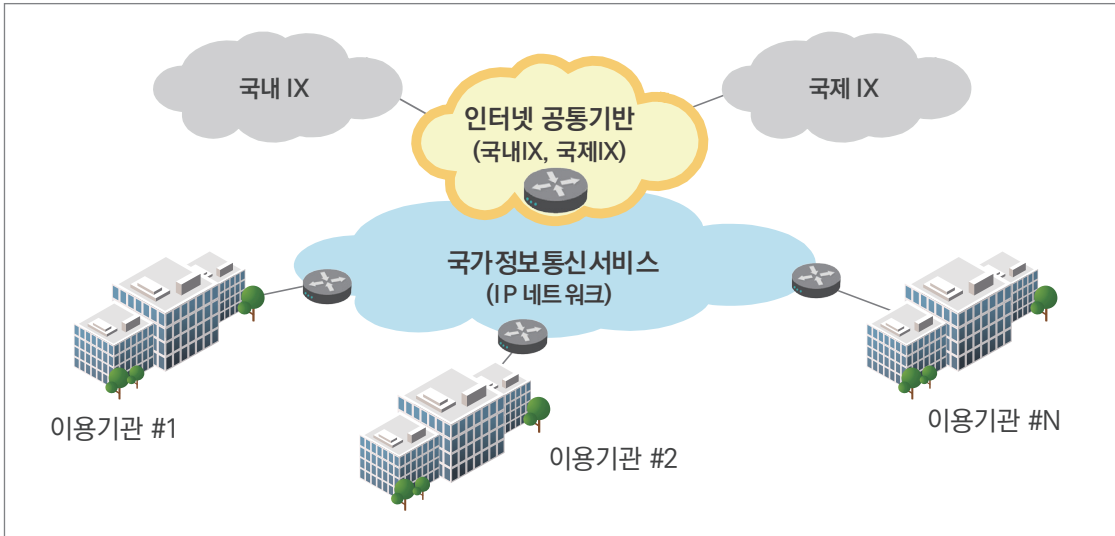 국내 IX
국제 IX
인터넷 공통기반
(국내IX, 국제IX)
국가정보통신서비스
(IP네트워크)
이용기관 #1
이용기관 #2
이용기관 #N